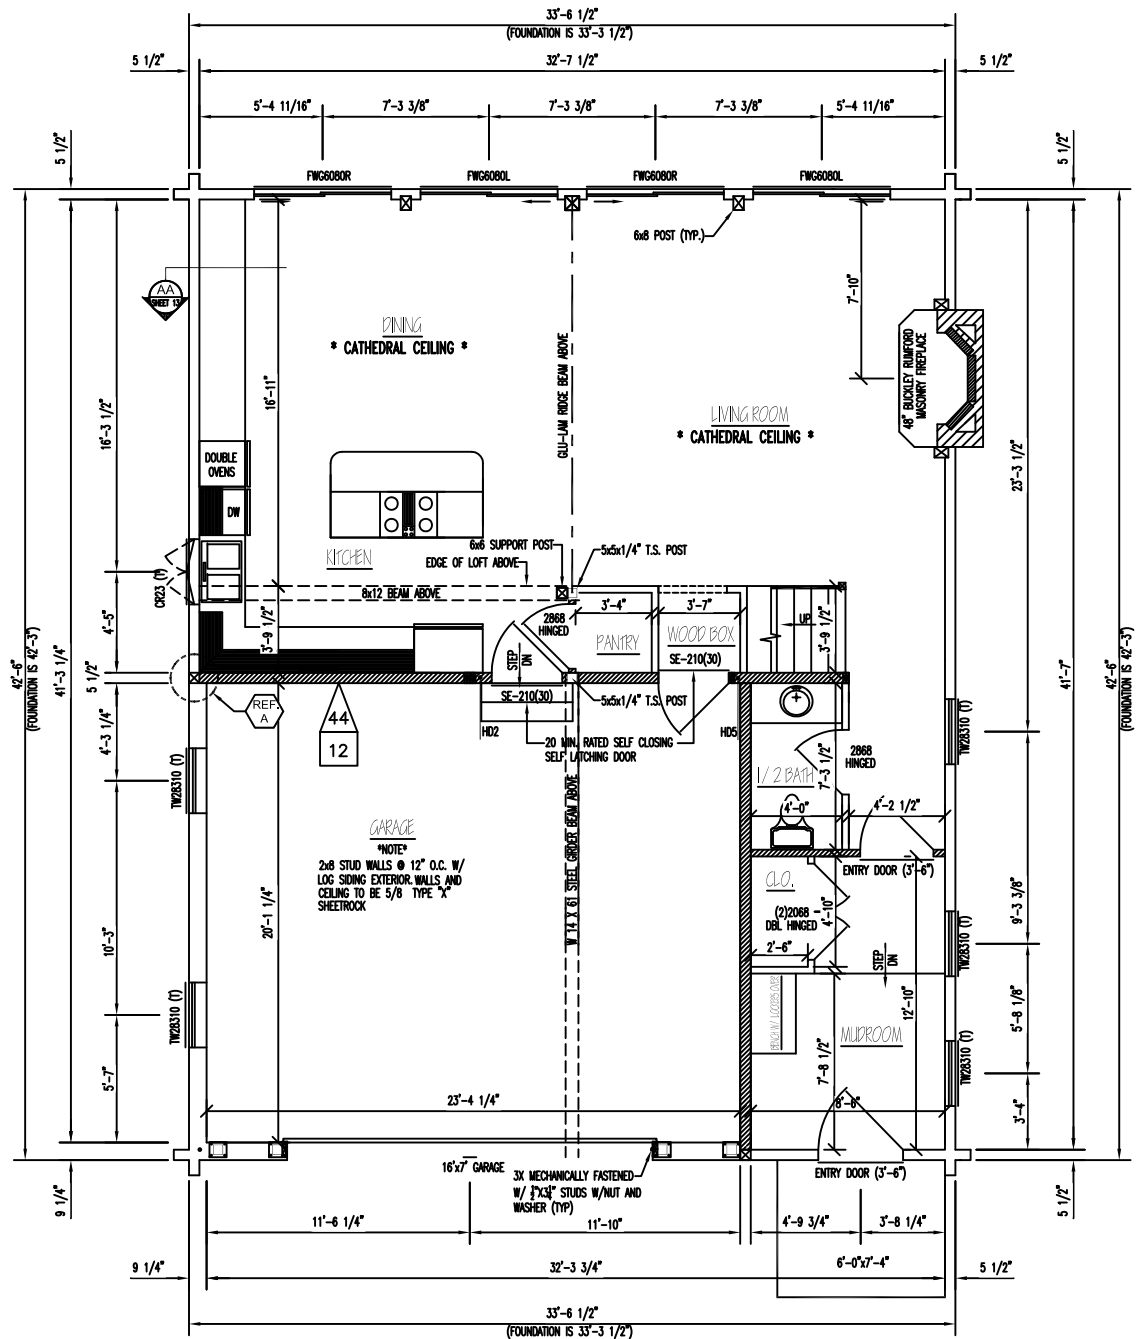 33'-6 1/2"
(FOUNDATION IS 33'-3 1/2")
5 1/2"
32'-7 1/2"
5 1/2"
5'-4 11/16"
7'-3 3/8"
7'-3 3/8"
7'-3 3/8"
5'-4 11/16"
5 1/2"
5 1/2"
FWG6080R
FWG6080L
FWG6080R
FWG6080L
6x8 POST (TYP.)
7'-10"
AA
SHEET 13
DINING
* CATHEDRAL CEILING *
16'-11"
GLU-LAM RIDGE BEAM ABOVE
48" BUCKLEY RUMFORD
MASONRY FIREPLACE
LIVING ROOM
* CATHEDRAL CEILING *
16'-3 1/2"
23'-3 1/2"
DOUBLE
OVENS
DW
KITCHEN
6x6 SUPPORT POST
EDGE OF LOFT ABOVE
5x5x1/4" T.S. POST
CR23 (T)
8x12 BEAM ABOVE
3'-4"
3'-7"
2868
HINGED
PANTRY
WOOD BOX
UP
4'-5"
3'-9 1/2"
3'-9 1/2"
STEP
DN
SE-210(30)
SE-210(30)
5x5x1/4" T.S. POST
42'-6"
(FOUNDATION IS 42'-3")
41'-3 1/4"
5 1/2"
41'-7"
42'-6"
(FOUNDATION IS 42'-3")
REF.
A
44
12
HD2
HD5
20 MIN. RATED SELF CLOSING
SELF LATCHING DOOR
4'-3 1/4"
TW28310 (T)
1/2 BATH
7'-3 1/2"
2868
HINGED
TW28310 (T)
4'-0"
4'-2 1/2"
GARAGE
*NOTE*
2x8 STUD WALLS @ 12" O.C. W/
LOG SIDING EXTERIOR. WALLS AND
CEILING TO BE 5/8 TYPE "X"
SHEETROCK
W 14 X 61 STEEL GIRDER BEAM ABOVE
ENTRY DOOR (3'-6")
CLO.
(2)2068
DBL HINGED
4'-10"
2'-6"
20'-1 1/4"
10'-3"
9'-3 3/8"
STEP
DN
TW28310 (T)
TW28310 (T)
BENCH W/ LOCKERS OVER
12'-10"
MUDROOM
7'-8 1/2"
5'-8 1/8"
TW28310 (T)
5'-7"
23'-4 1/4"
8'-6"
3'-4"
16'x7' GARAGE
3X MECHANICALLY FASTENED
STUDS W/NUT AND
WASHER (TYP)
ENTRY DOOR (3'-6")
9 1/4"
5 1/2"
11'-6 1/4"
11'-10"
4'-9 3/4"
3'-8 1/4"
9 1/4"
32'-3 3/4"
6'-0"x7'-4"
5 1/2"
33'-6 1/2"
(FOUNDATION IS 33'-3 1/2")